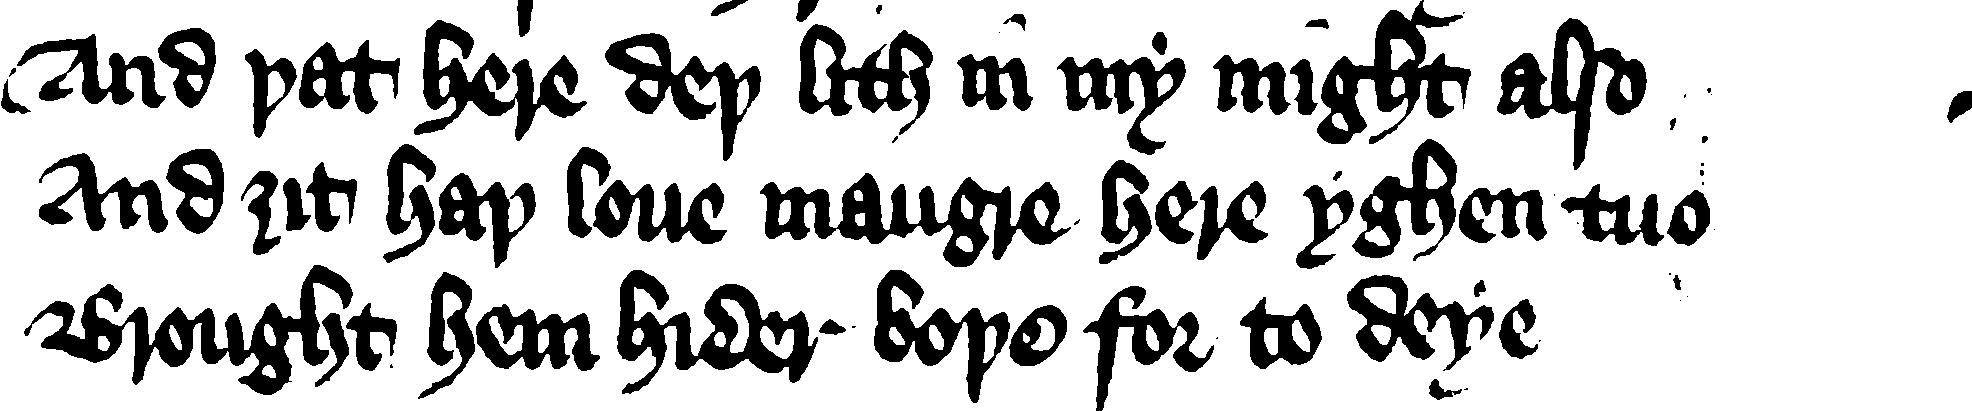 And þat here deþ lith in my might also
And ȝit haþ loue maugre here yghen tuo
Wrought hem hider boþe for to deye